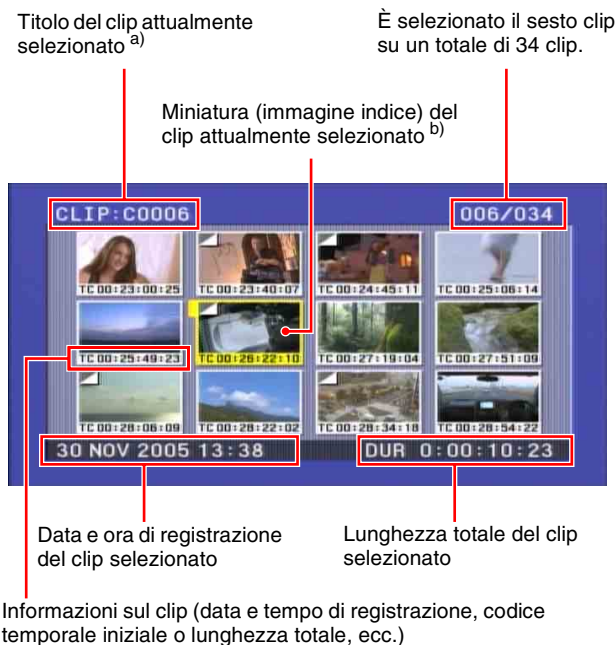 Titolo del clip attualmente
selezionato a)
È selezionato il sesto clip
su un totale di 34 clip.
Miniatura (immagine indice) del
clip attualmente selezionato b)
CLIP:C0006
006/034
TC 00:23:00:25
TC 00:23:40:07
TC 00:24:45:11
TC 00:25:06:14
TC 00:25:49:23
TC 00:26:22:10
TC 00:27:19:04
TC 00:27:51:09
TC 00:28:06:09
TC 00:28:22:02
TC 00:28:34:18
TC 00:28:54:22
30 NOV 2005 13:38
DUR 0:00:10:23
Data e ora di registrazione
del clip selezionato
Lunghezza totale del clip
selezionato
Informazioni sul clip (data e tempo di registrazione, codice
temporale iniziale o lunghezza totale, ecc.)